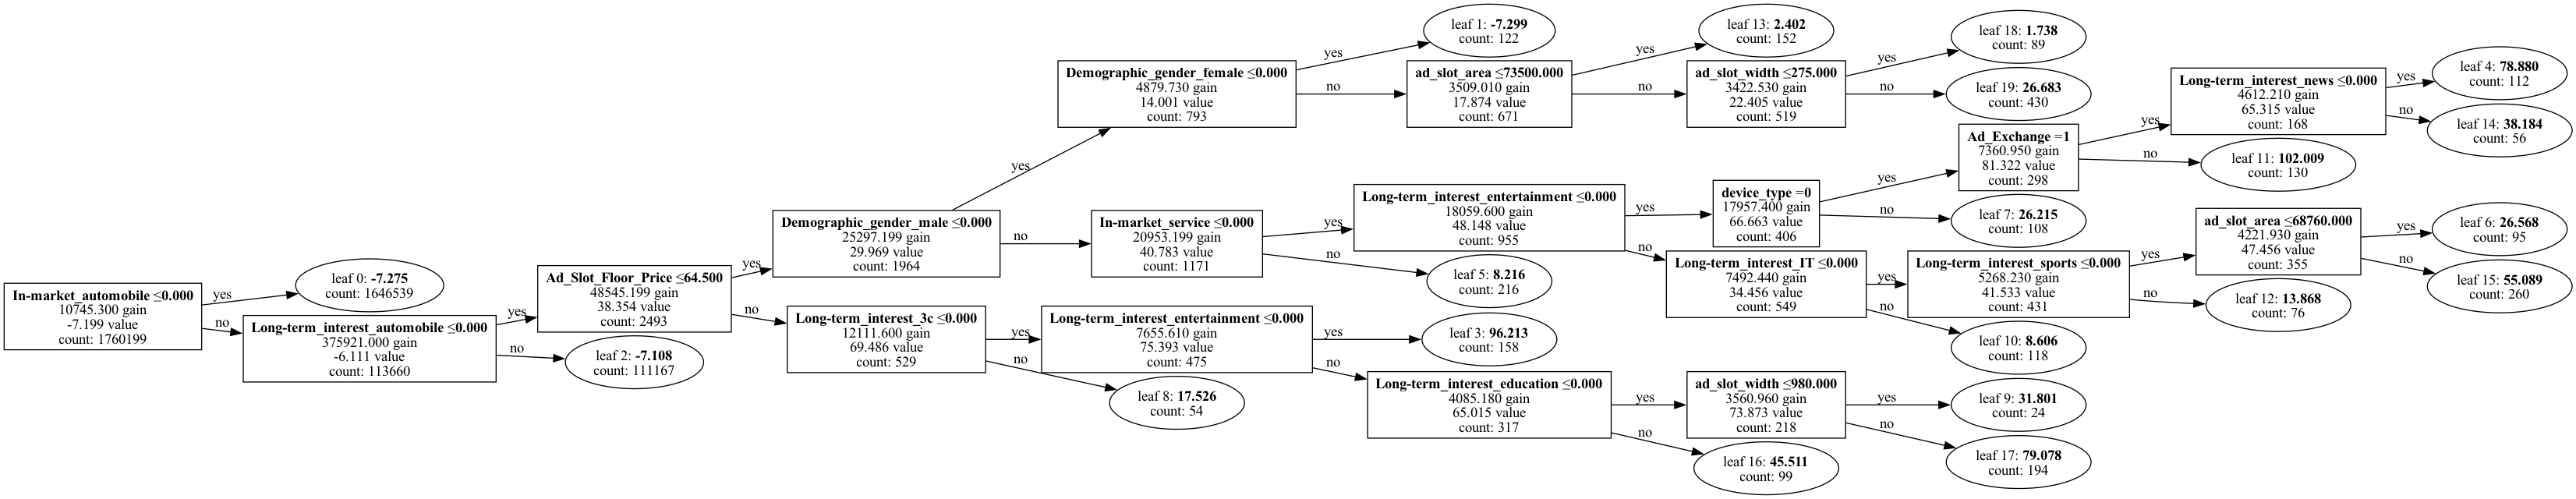 In-market_automobile ≤0.000
10745.300 gain
-7.199 value
count: 1760199
yes
no
leaf 0: -7.275
count: 1646539
Long-term_interest_automobile ≤0.000
375921.000 gain
-6.111 value
count: 113660
yes
no
Ad_Slot_Floor_Price ≤64.500
48545.199 gain
38.354 value
count: 2493
leaf 2: -7.108
count: 111167
yes
no
Demographic_gender_male ≤0.000
25297.199 gain
29.969 value
count: 1964
Long-term_interest_3c ≤0.000
12111.600 gain
69.486 value
count: 529
yes
no
Demographic_gender_female ≤0.000
4879.730 gain
14.001 value
count: 793
yes
no
leaf 1: -7.299
count: 122
ad_slot_area ≤73500.000
3509.010 gain
17.874 value
count: 671
yes
no
leaf 13: 2.402
count: 152
ad_slot_width ≤275.000
3422.530 gain
22.405 value
count: 519
yes
no
leaf 18: 1.738
count: 89
leaf 19: 26.683
count: 430
In-market_service ≤0.000
20953.199 gain
40.783 value
count: 1171
yes
no
Long-term_interest_entertainment ≤0.000
18059.600 gain
48.148 value
count: 955
leaf 5: 8.216
count: 216
yes
no
device_type =0
17957.400 gain
66.663 value
count: 406
yes
no
Ad_Exchange =1
7360.950 gain
81.322 value
count: 298
leaf 7: 26.215
count: 108
yes
no
Long-term_interest_news ≤0.000
4612.210 gain
65.315 value
count: 168
leaf 11: 102.009
count: 130
yes
no
leaf 4: 78.880
count: 112
leaf 14: 38.184
count: 56
Long-term_interest_IT ≤0.000
7492.440 gain
34.456 value
count: 549
yes
no
Long-term_interest_sports ≤0.000
5268.230 gain
41.533 value
count: 431
leaf 10: 8.606
count: 118
yes
no
ad_slot_area ≤68760.000
4221.930 gain
47.456 value
count: 355
leaf 12: 13.868
count: 76
yes
no
leaf 6: 26.568
count: 95
leaf 15: 55.089
count: 260
yes
no
Long-term_interest_entertainment ≤0.000
7655.610 gain
75.393 value
count: 475
leaf 8: 17.526
count: 54
yes
no
leaf 3: 96.213
count: 158
Long-term_interest_education ≤0.000
4085.180 gain
65.015 value
count: 317
yes
no
ad_slot_width ≤980.000
3560.960 gain
73.873 value
count: 218
leaf 16: 45.511
count: 99
yes
no
leaf 9: 31.801
count: 24
leaf 17: 79.078
count: 194